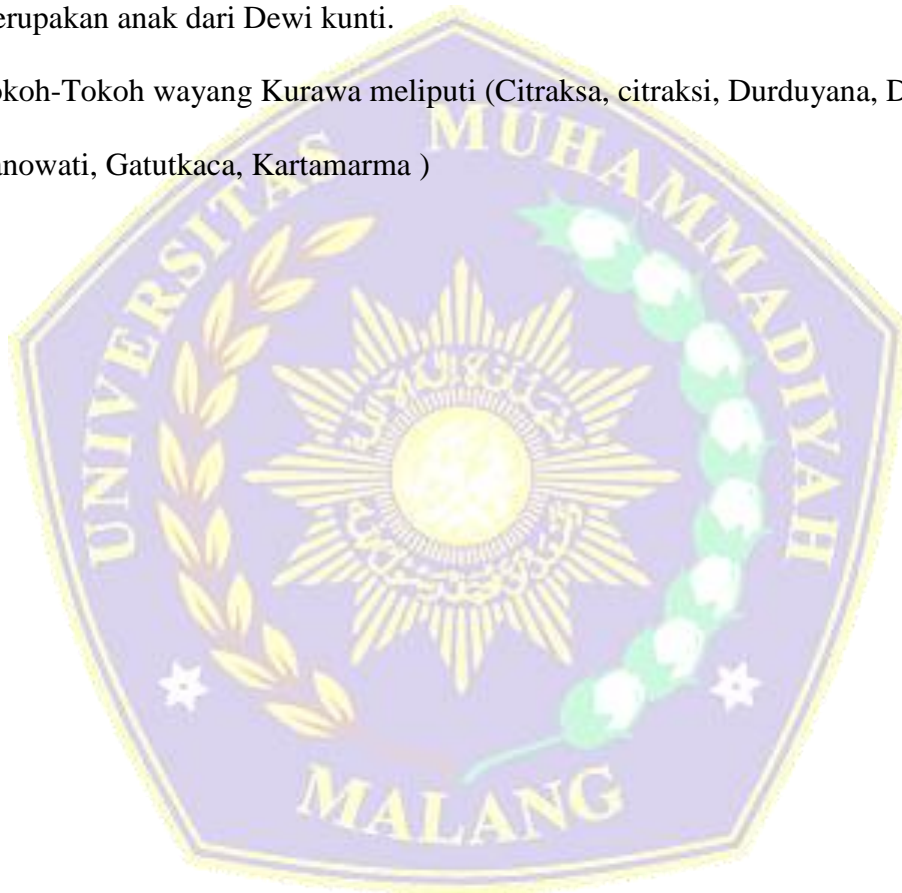 erupakan anak dari Dewi kunti.
okoh-Tokoh wayang Kurawa meliputi (Citraksa, citraksi, Durduyana, D
anowati, Gatutkaca, Kartamarma )
UNIVERSITAS MUHAMMADIYAH
MALANG